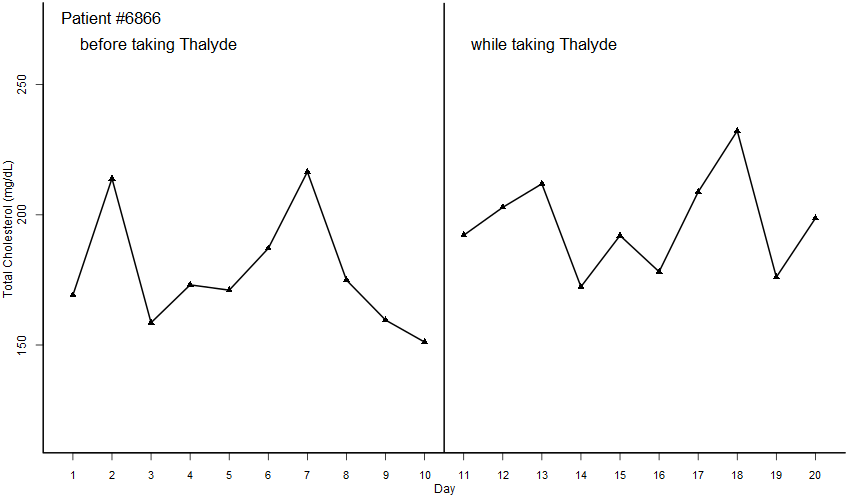 Patient #6866
before taking Thalyde
while taking Thalyde
Total Cholesterol (mg/dL)
250
200
150
1 2 3 4 5 6 7 8 9 10 11 12 13 14 15 16 17 18 19 20
Day